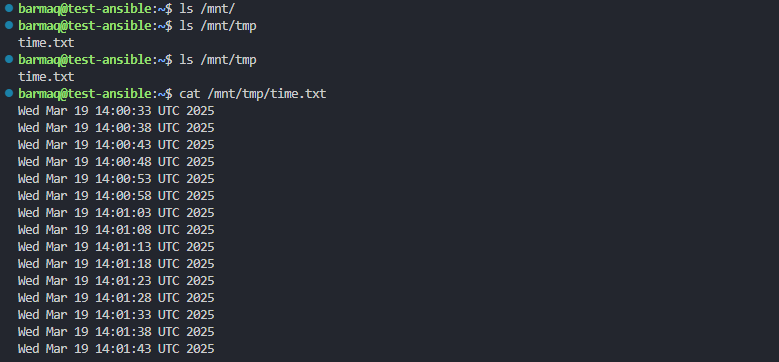 barmaq@test-ansible:~$ ls /mnt/
barmaq@test-ansible:~$ ls /mnt/tmp
time.txt
barmaq@test-ansible:~$ ls /mnt/tmp
time.txt
barmaq@test-ansible:~$ cat /mnt/tmp/time.txt
Wed Mar 19 14:00:33 UTC 2025
Wed Mar 19 14:00:38 UTC 2025
Wed Mar 19 14:00:43 UTC 2025
Wed Mar 19 14:00:48 UTC 2025
Wed Mar 19 14:00:53 UTC 2025
Wed Mar 19 14:00:58 UTC 2025
Wed Mar 19 14:01:03 UTC 2025
Wed Mar 19 14:01:08 UTC 2025
Wed Mar 19 14:01:13 UTC 2025
Wed Mar 19 14:01:18 UTC 2025
Wed Mar 19 14:01:23 UTC 2025
Wed Mar 19 14:01:28 UTC 2025
Wed Mar 19 14:01:33 UTC 2025
Wed Mar 19 14:01:38 UTC 2025
Wed Mar 19 14:01:43 UTC 2025